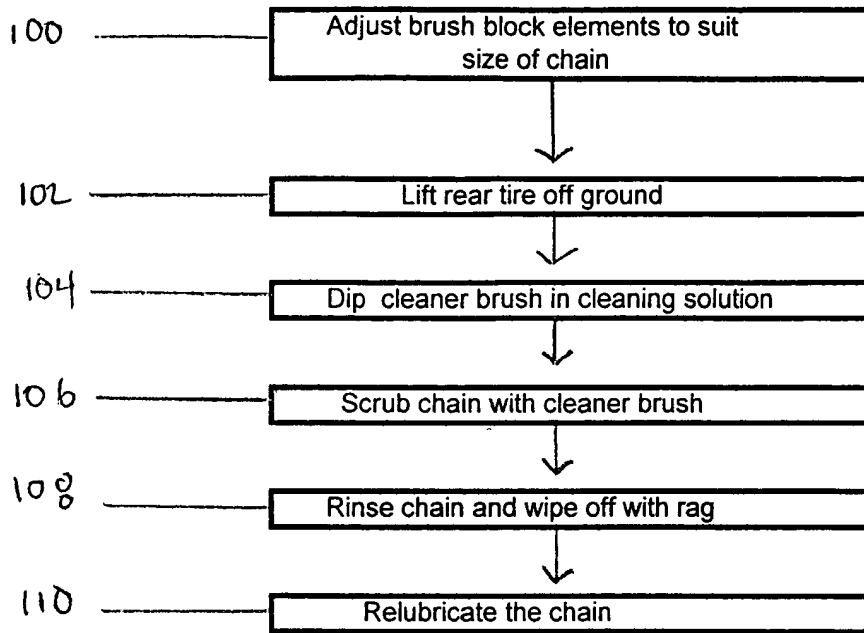 100
Adjust brush block elements to suit
size of chain
102
Lift rear tire off ground
104
Dip cleaner brush in cleaning solution
106
Scrub chain with cleaner brush
108
Rinse chain and wipe off with rag
110
Relubricate the chain